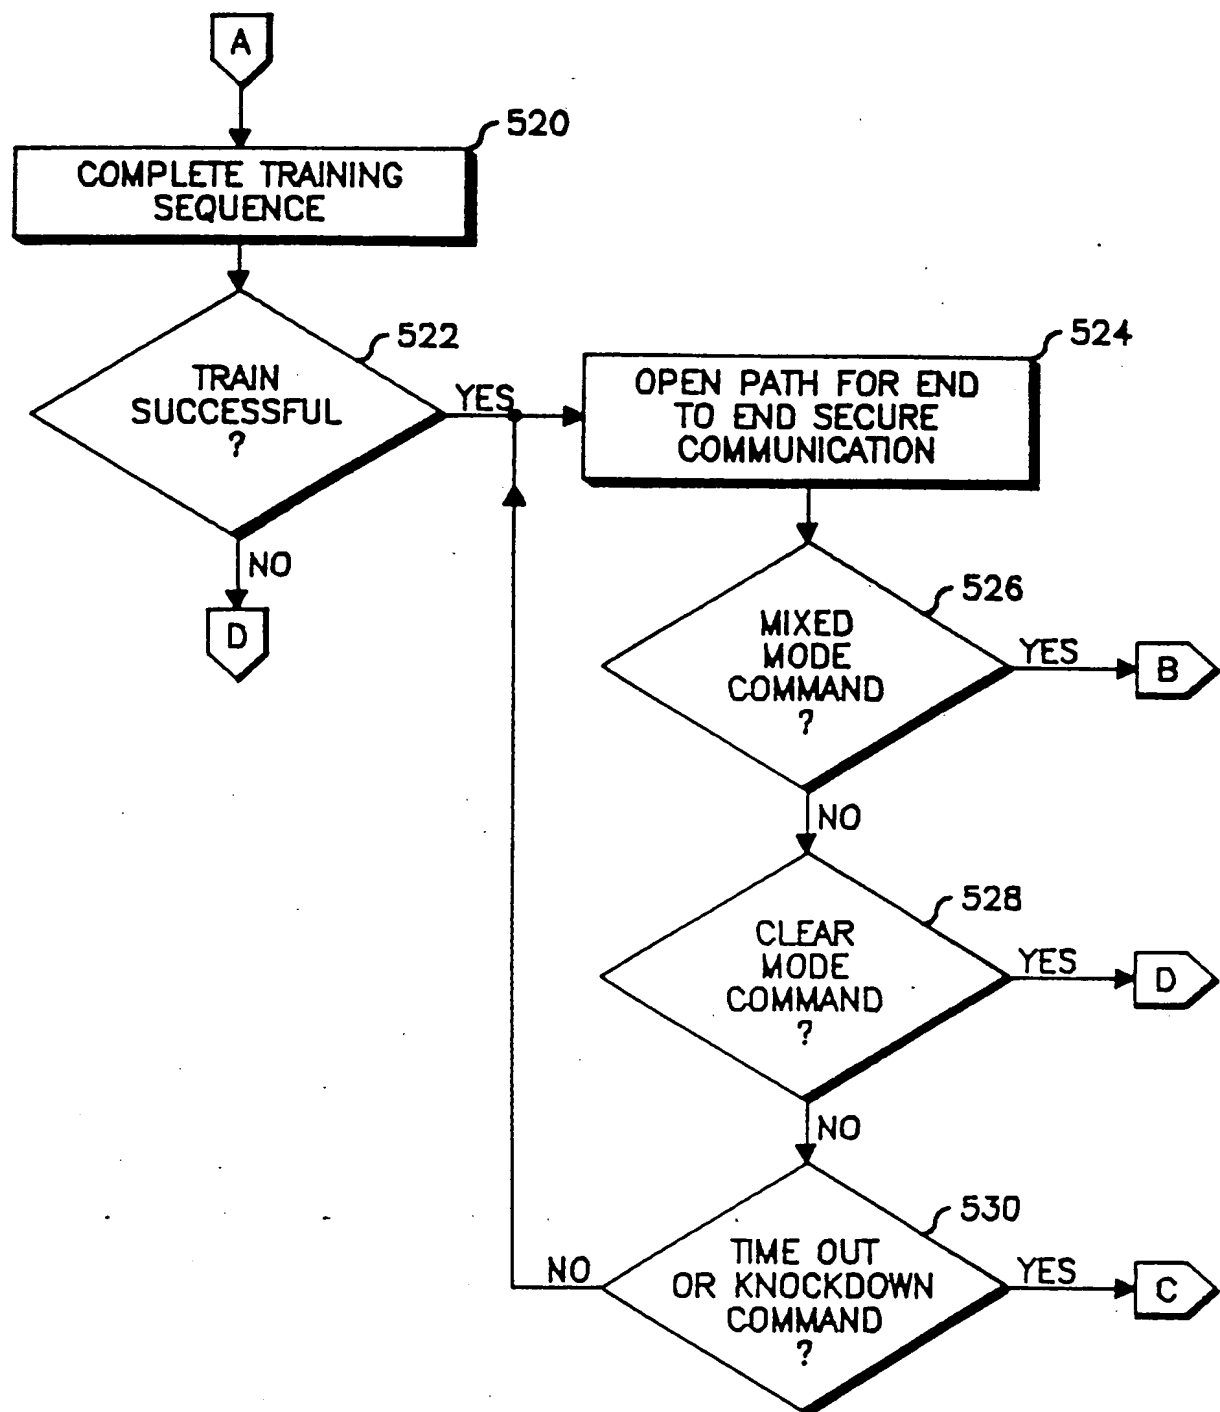 A
520
COMPLETE TRAINING
SEQUENCE
522
TRAIN
SUCCESSFUL
?
YES
NO
D
524
OPEN PATH FOR END
TO END SECURE
COMMUNICATION
526
MIXED
MODE
COMMAND
?
YES
B
NO
528
CLEAR
MODE
COMMAND
?
YES
D
NO
530
TIME OUT
OR KNOCKDOWN
COMMAND
?
NO
YES
C